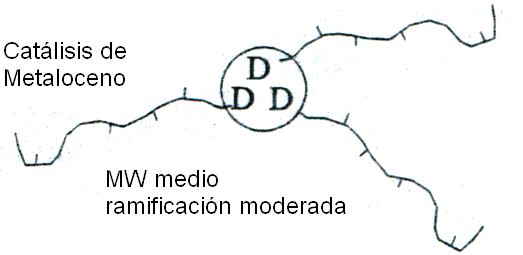 Catálisis de
Metaloceno
D
D D
MW medio
ramificación moderada